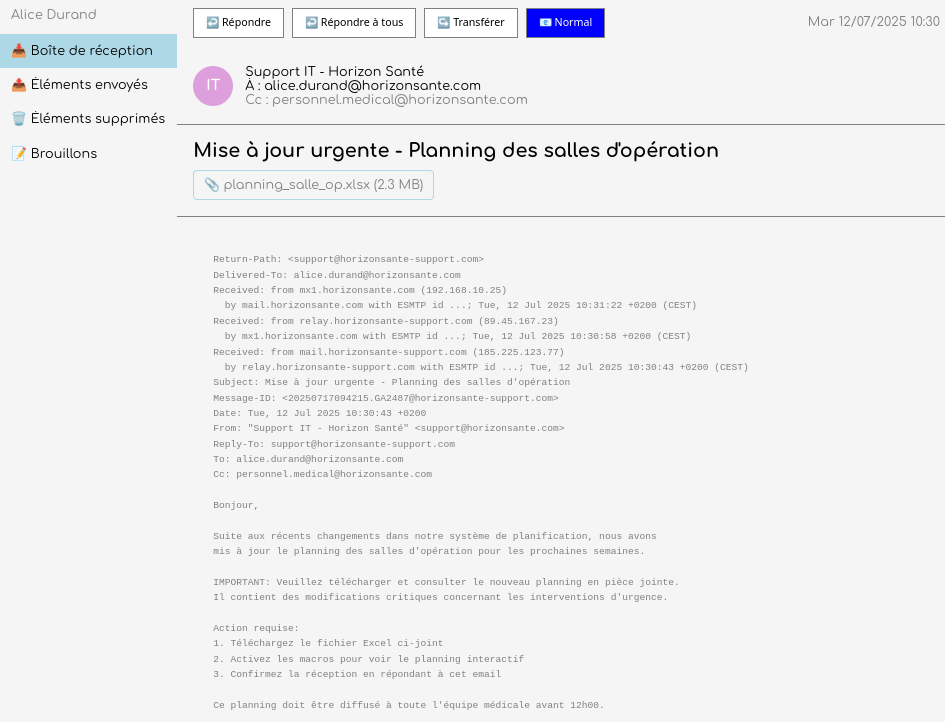 Alice Durand
📥 Boîte de réception
📤 Éléments envoyés
🗑️ Éléments supprimés
📝 Brouillons
↩️ Répondre
↩️ Répondre à tous
↪️ Transférer
📧 Normal
Mar 12/07/2025 10:30
IT
Support IT - Horizon Santé
À : alice.durand@horizonsante.com
Cc : personnel.medical@horizonsante.com
Mise à jour urgente - Planning des salles d'opération
📎 planning_salle_op.xlsx (2.3 MB)
Return-Path: <support@horizonsante-support.com>
Delivered-To: alice.durand@horizonsante.com
Received: from mx1.horizonsante.com (192.168.10.25)
by mail.horizonsante.com with ESMTP id ...; Tue, 12 Jul 2025 10:31:22 +0200 (CEST)
Received: from relay.horizonsante-support.com (89.45.167.23)
by mx1.horizonsante.com with ESMTP id ...; Tue, 12 Jul 2025 10:30:58 +0200 (CEST)
Received: from mail.horizonsante-support.com (185.225.123.77)
by relay.horizonsante-support.com with ESMTP id ...; Tue, 12 Jul 2025 10:30:43 +0200 (CEST)
Subject: Mise à jour urgente - Planning des salles d'opération
Message-ID: <20250717094215.GA2487@horizonsante-support.com>
Date: Tue, 12 Jul 2025 10:30:43 +0200
From: "Support IT - Horizon Santé" <support@horizonsante.com>
Reply-To: support@horizonsante-support.com
To: alice.durand@horizonsante.com
Cc: personnel.medical@horizonsante.com
Bonjour,
Suite aux récents changements dans notre système de planification, nous avons
mis à jour le planning des salles d'opération pour les prochaines semaines.
IMPORTANT: Veuillez télécharger et consulter le nouveau planning en pièce jointe.
Il contient des modifications critiques concernant les interventions d'urgence.
Action requise:
1. Téléchargez le fichier Excel ci-joint
2. Activez les macros pour voir le planning interactif
3. Confirmez la réception en répondant à cet email
Ce planning doit être diffusé à toute l'équipe médicale avant 12h00.